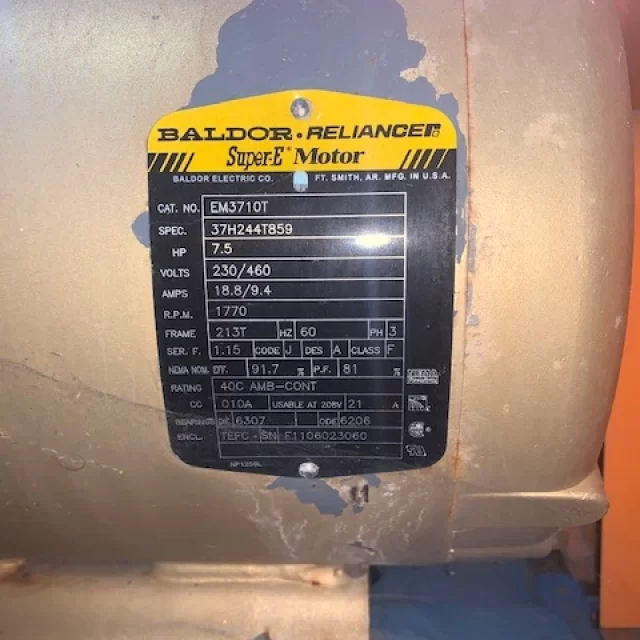 BALDOR • RELIANCER
Super-E® Motor
BALDOR ELECTRIC CO. FT. SMITH, AR. MFG. IN U.S.A.
CAT. NO. EM3710T
SPEC. 37H244T859
HP 7.5
VOLTS 230/460
AMPS 18.8/9.4
R.P.M. 1770
FRAME 213T HZ 60 PH 3
SER. F. 1.15 CODE J DES A CLASS F
NEMA NOM. EFF. 91.7 % P.F. 81 %
RATING 40C AMB-CONT
CC 010A USABLE AT 208V 21 A
BEARINGS DE 6307 ODE 6206
ENCL. TEFC SN F1106023060